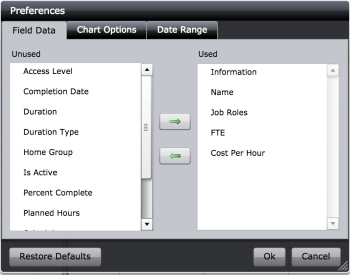 Preferences
Field Data
Chart Options
Date Range
Unused
Used
Access Level
Completion Date
Duration
Duration Type
Home Group
Is Active
Percent Complete
Planned Hours
Information
Name
Job Roles
FTE
Cost Per Hour
Restore Defaults
Ok
Cancel